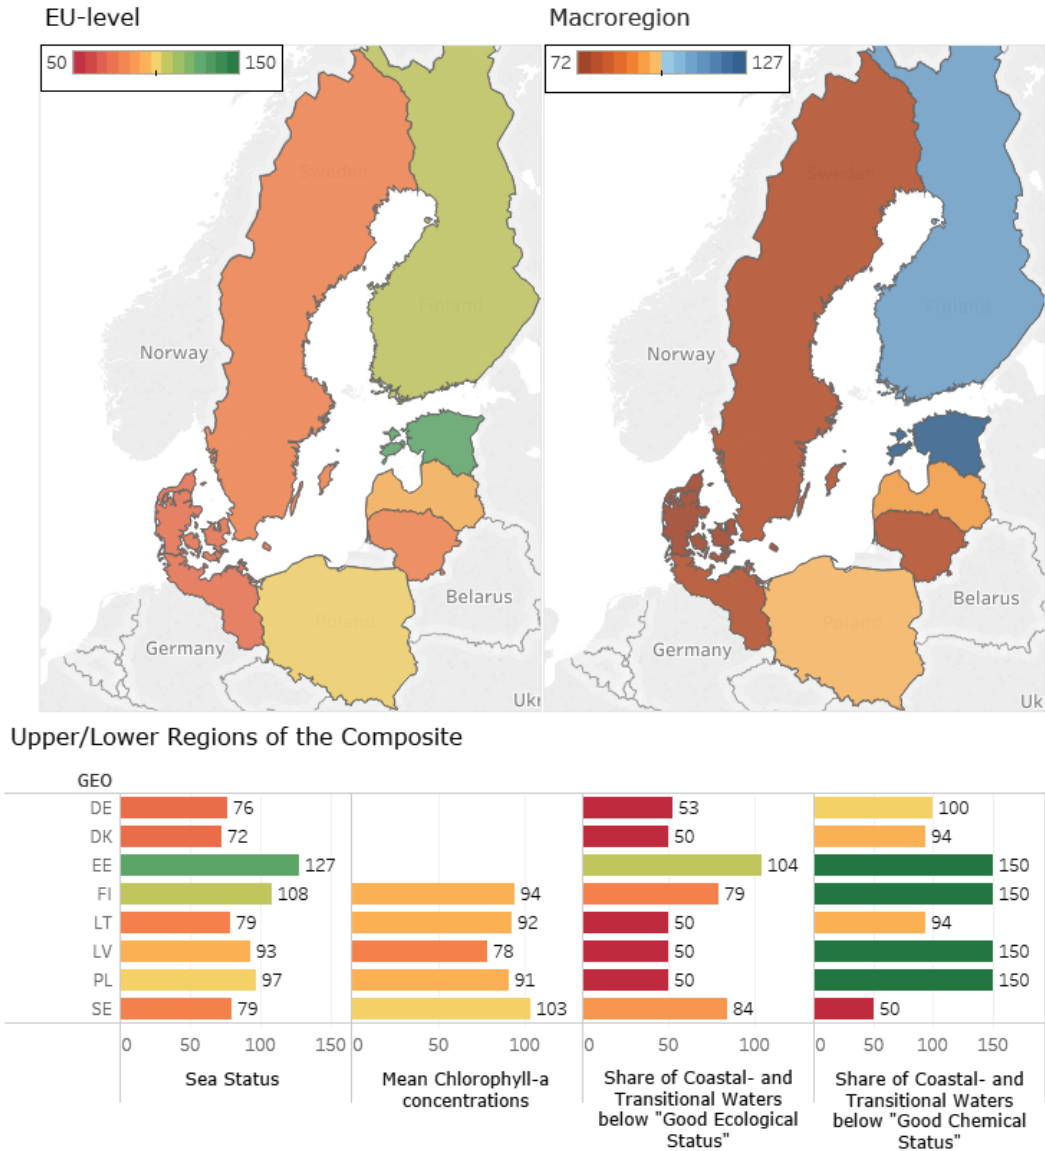 EU-level
Macroregion
50 150
72 127
Sweden
Sweden
Finland
Finland
Norway
Norway
Belarus
Belarus
Poland
Poland
Germany
Germany
Ukr
Uk
Upper/Lower Regions of the Composite
GEO
DE 76 53 100
DK 72 50 94
EE 127 104 150
FI 108 94 79 150
LT 79 92 50 94
LV 93 78 50 150
PL 97 91 50 150
SE 79 103 84 50
0 50 100 150 0 50 100 0 50 100 0 50 100 150
Sea Status
Mean Chlorophyll-a
concentrations
Share of Coastal- and
Transitional Waters
below "Good Ecological
Status"
Share of Coastal- and
Transitional Waters
below "Good Chemical
Status"